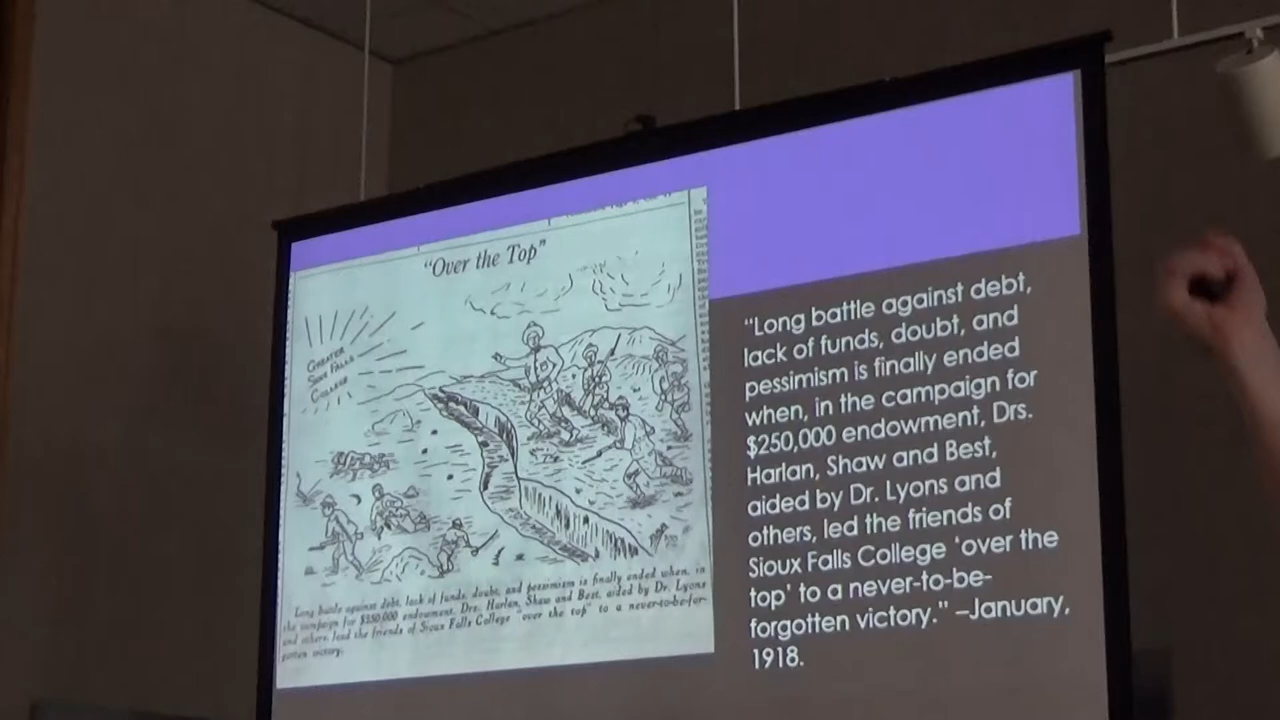 “Over the Top”
GREATER
SIOUX FALLS
COLLEGE
Long battle against debt, lack of funds, doubt, and pessimism is finally ended when, in
the campaign for $250,000 endowment, Drs. Harlan, Shaw and Best, aided by Dr. Lyons
and others, lead the friends of Sioux Falls College "over the top" to a never-to-be-for-
gotten victory.
“Long battle against debt,
lack of funds, doubt, and
pessimism is finally ended
when, in the campaign for
$250,000 endowment, Drs.
Harlan, Shaw and Best,
aided by Dr. Lyons and
others, led the friends of
Sioux Falls College ‘over the
top’ to a never-to-be-
forgotten victory.” –January,
1918.